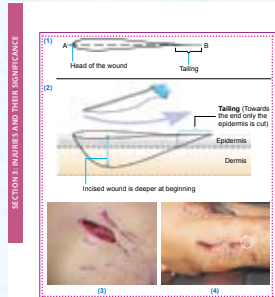 SECTION 3: INJURIES AND THEIR SIGNIFICANCE
(1)
A
B
Head of the wound
Tailing
(2)
Tailing (Towards
the end only the
epidermis is cut)
Epidermis
Dermis
Incised wound is deeper at beginning
(3)
(4)